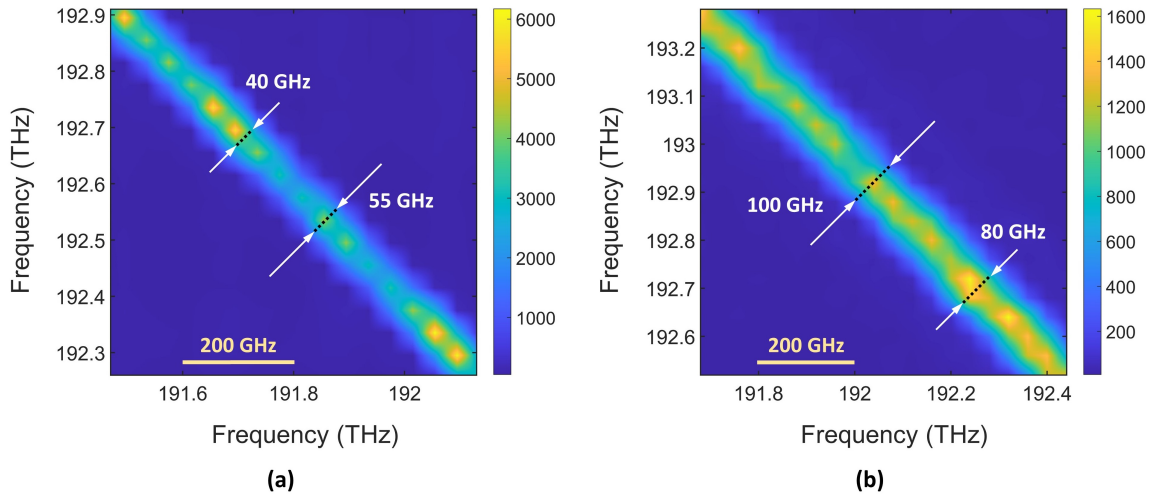 192.9
192.8
192.7
192.6
192.5
192.4
192.3
Frequency (THz)
40 GHz
55 GHz
200 GHz
191.6
191.8
192
Frequency (THz)
6000
5000
4000
3000
2000
1000
(a)
193.2
193.1
193
192.9
192.8
192.7
192.6
Frequency (THz)
100 GHz
80 GHz
200 GHz
191.8
192
192.2
192.4
Frequency (THz)
1600
1400
1200
1000
800
600
400
200
(b)